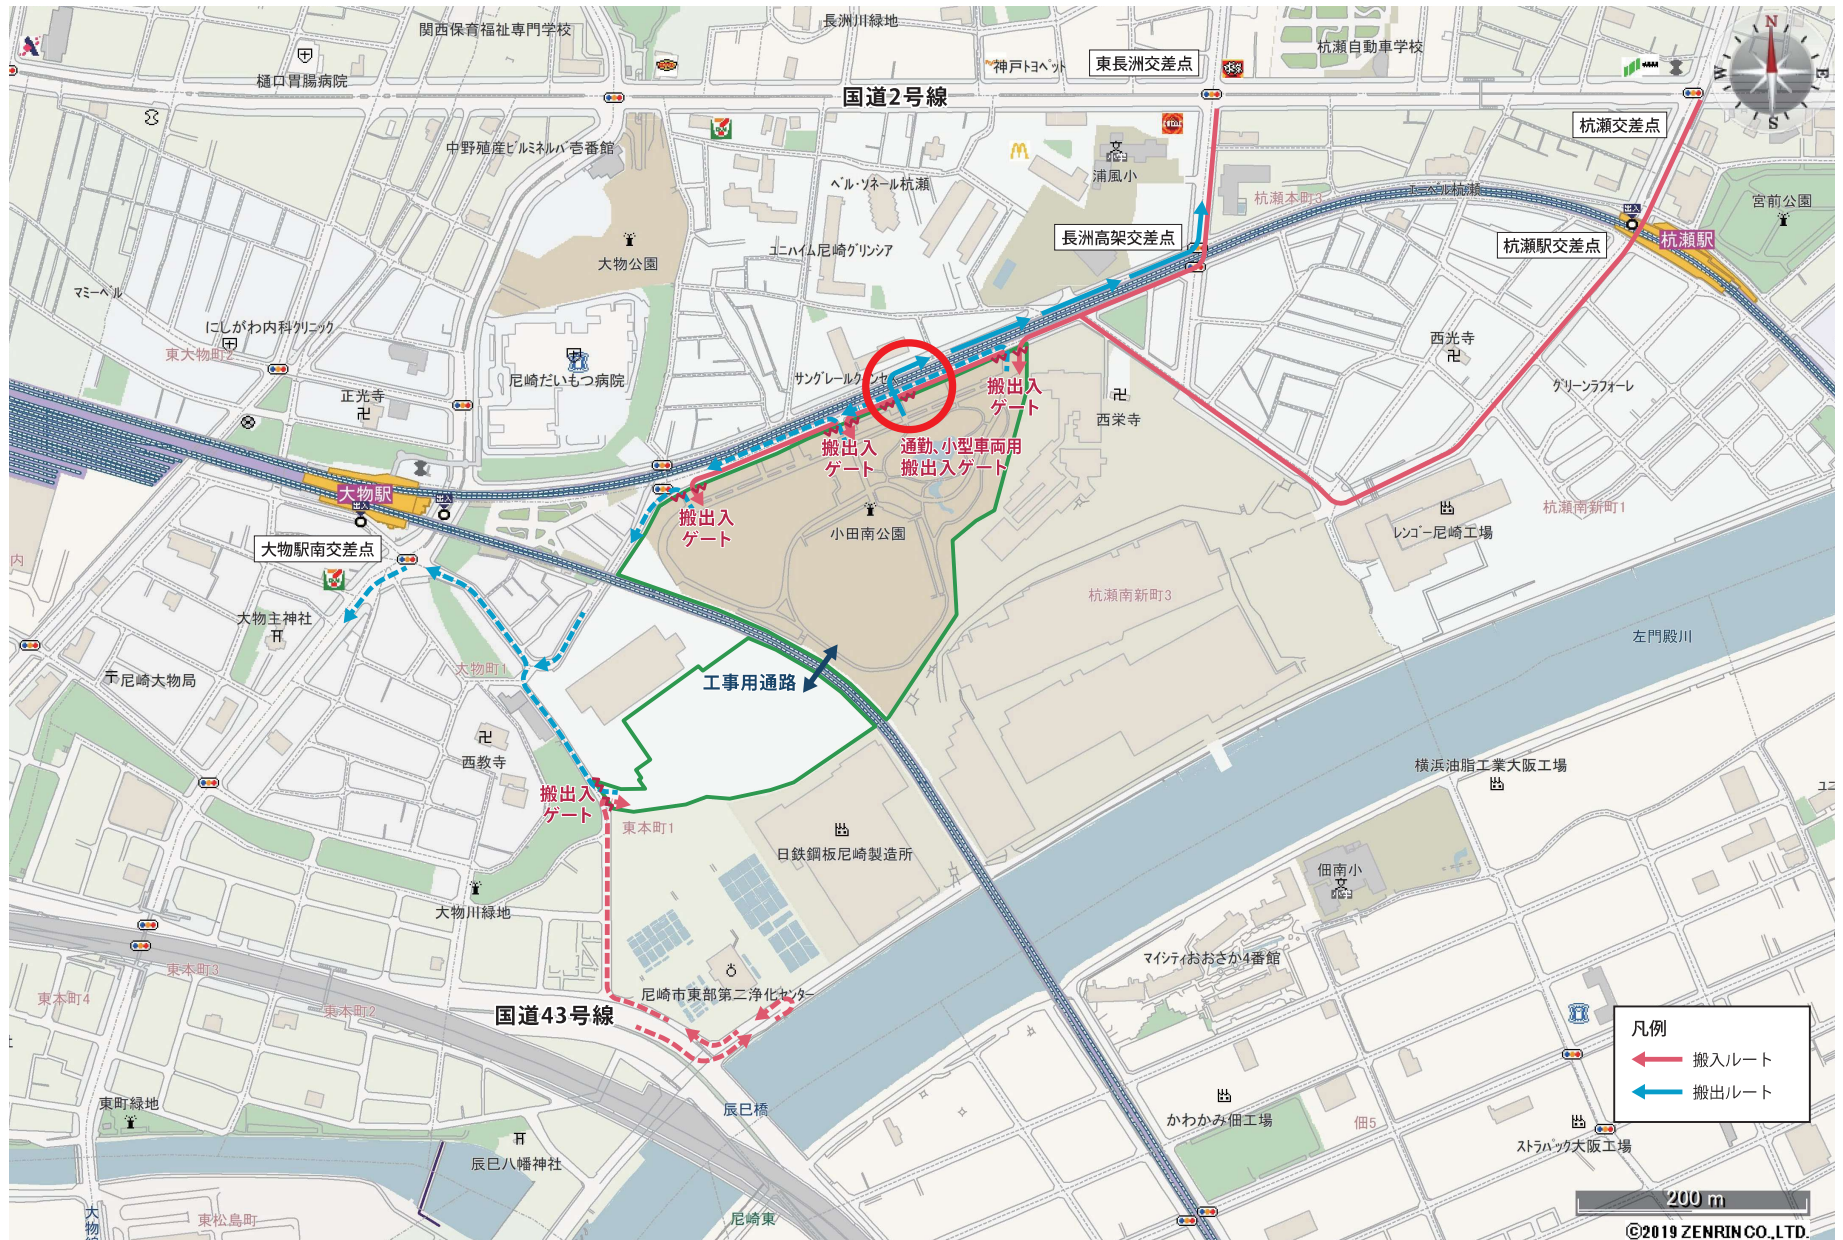 関西保育福祉専門学校
長洲川緑地
杭瀬自動車学校
N
W
E
S
樋口胃腸病院
神戸トヨペット
東長洲交差点
国道2号線
杭瀬交差点
中野殖産ビルミネルバ壱番館
浦風小
ベル・ソネール杭瀬
杭瀬本町3
エーベル杭瀬
宮前公園
大物公園
ユニハイム尼崎グリンシア
長洲高架交差点
杭瀬駅交差点
出入
杭瀬駅
マミーベル
にしがわ内科クリニック
東大物町2
尼崎だいもつ病院
サングレールクインセ
搬出入
ゲート
西光寺
グリーンラフォーレ
正光寺
西栄寺
搬出入
ゲート
通勤、小型車両用
搬出入ゲート
大物駅
出入
出入
搬出入
ゲート
小田南公園
レンゴー尼崎工場
杭瀬南新町1
大物駅南交差点
内
大物主神社
杭瀬南新町3
左門殿川
尼崎大物局
大物町1
工事用通路
西教寺
搬出入
ゲート
東本町1
横浜油脂工業大阪工場
ユニ
日鉄鋼板尼崎製造所
佃南小
大物川緑地
東本町3
マイシティおおさか4番館
東本町4
東本町2
尼崎市東部第二浄化センター
国道43号線
凡例
搬入ルート
搬出ルート
東町緑地
辰巳橋
かわかみ佃工場
佃5
ストラパック大阪工場
辰巳八幡神社
大物線
東松島町
尼崎東
200 m
©2019 ZENRIN CO., LTD.